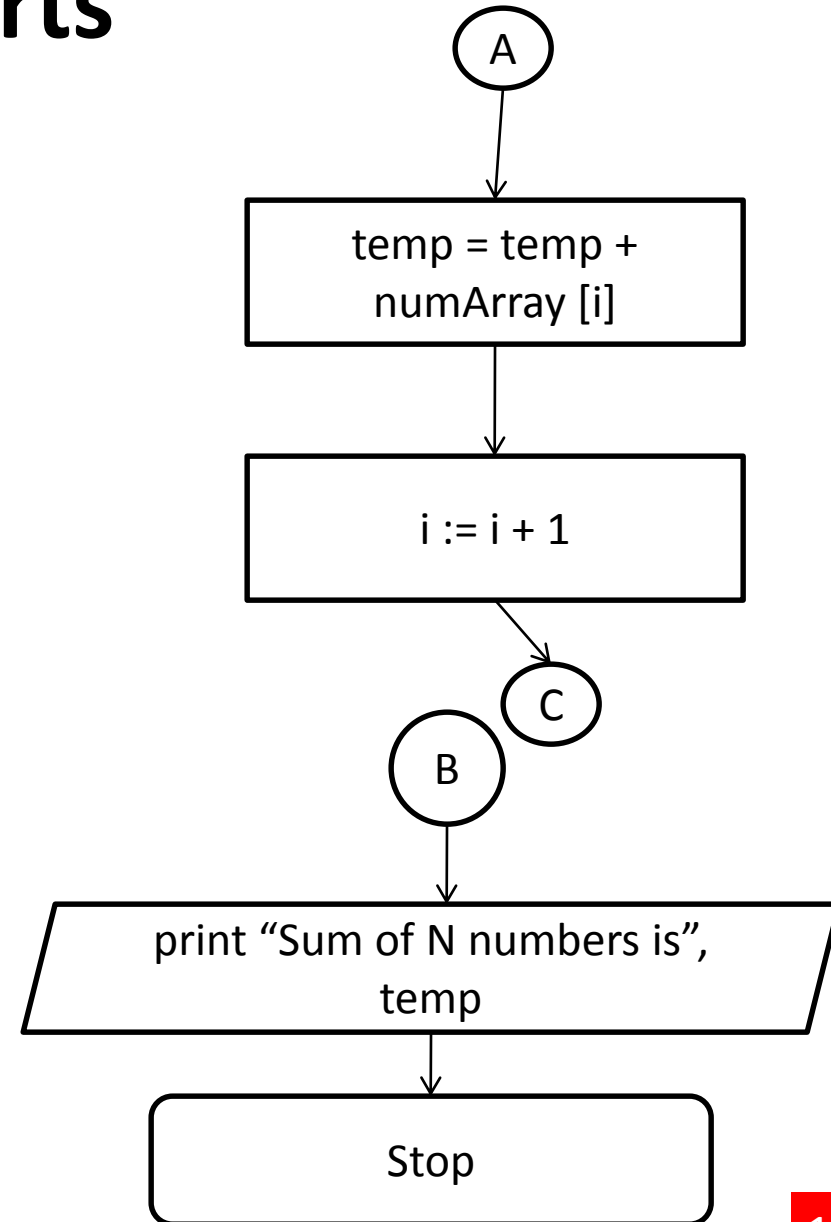 rts
A
temp = temp +
numArray [i]
i := i + 1
C
B
print “Sum of N numbers is”,
temp
Stop